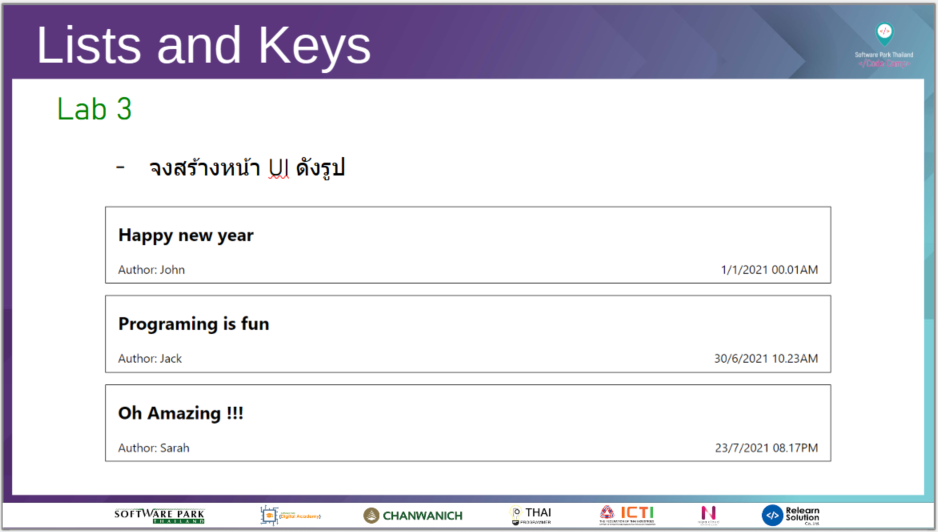 Lists and Keys
Software Park Thailand
Lab 3
- จงสร้างหน้า UI ดังรูป
Happy new year
Author: John
1/1/2021 00.01AM
Programing is fun
Author: Jack
30/6/2021 10.23AM
Oh Amazing !!!
Author: Sarah
23/7/2021 08.17PM
SOFTWARE PARK
THAILAND
Digital Academy
CHANWANICH
THAI
PROGRAMMER
ICTI
Relearn
Solution
Co.,Ltd